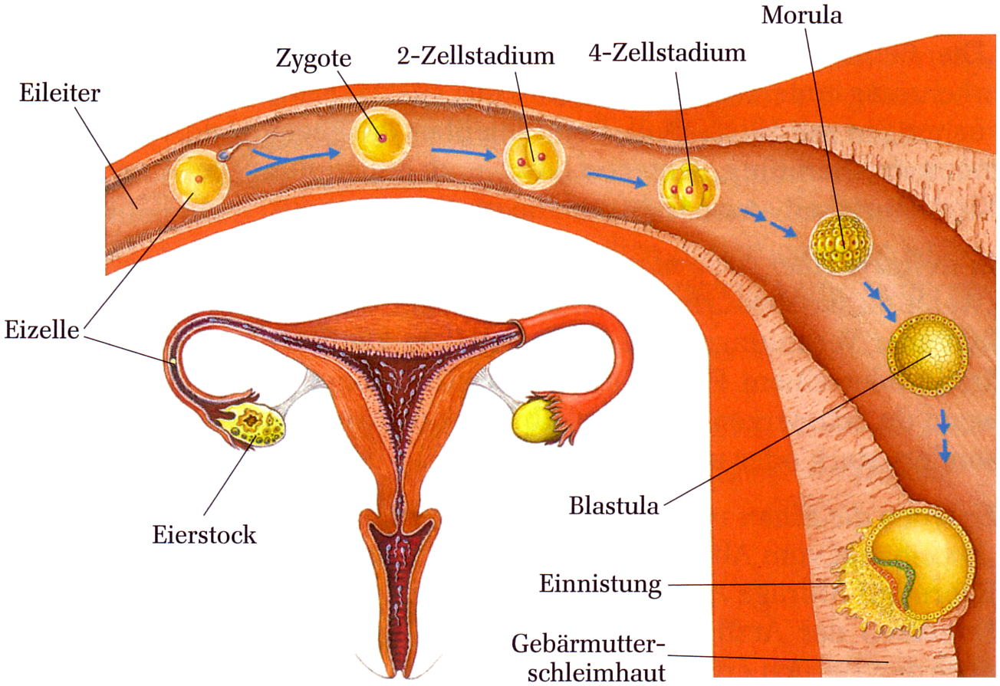 Morula
Zygote
2-Zellstadium
4-Zellstadium
Eileiter
Eizelle
Eierstock
Blastula
Einnistung
Gebärmutter-
schleimhaut